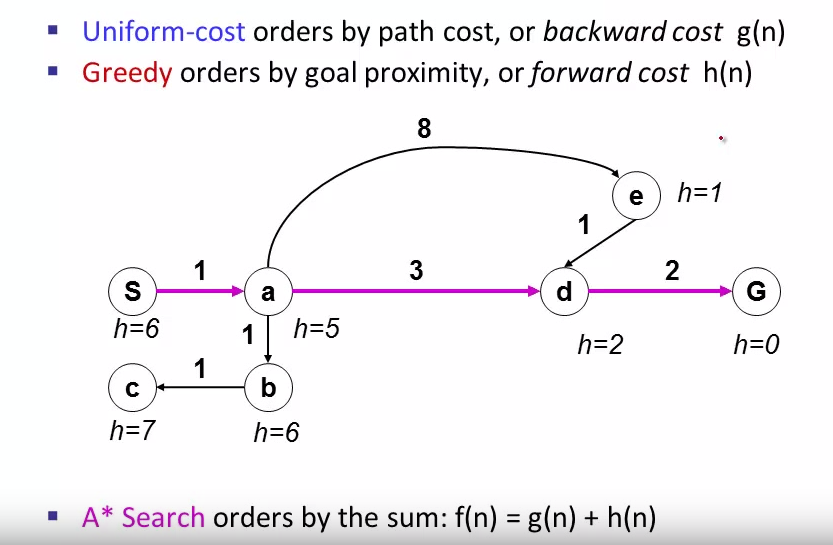 Uniform-cost orders by path cost, or backward cost g(n)
Greedy orders by goal proximity, or forward cost h(n)
8
e h=1
1
S 1 a 3 d 2 G
h=6 1 h=5 h=2 h=0
c 1 b
h=7 h=6
A* Search orders by the sum: f(n) = g(n) + h(n)